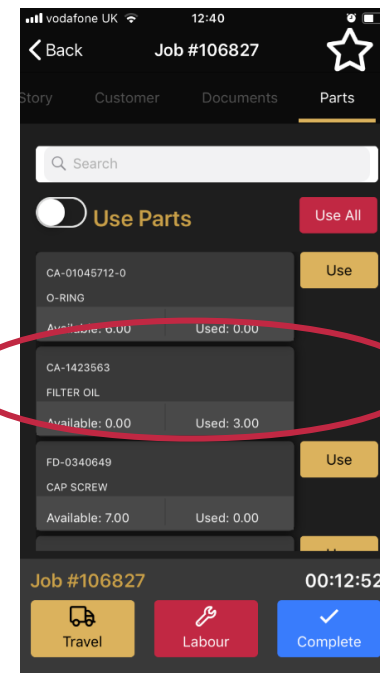 vodafone UK 12:40
Back Job #106827
Story Customer Documents Parts
Search
Use Parts Use All
CA-01045712-0 Use
O-RING
Available: 6.00 Used: 0.00
CA-1423563
FILTER OIL
Available: 0.00 Used: 3.00
FD-0340649 Use
CAP SCREW
Available: 7.00 Used: 0.00
Job #106827 00:12:52
Travel Labour Complete